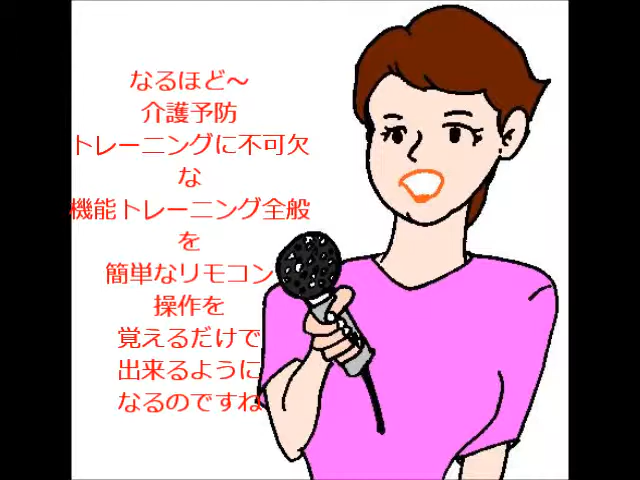 なるほど～
介護予防
トレーニングに不可欠
な
機能トレーニング全般
を
簡単なリモコン
操作を
覚えるだけで
出来るように
なるのですね